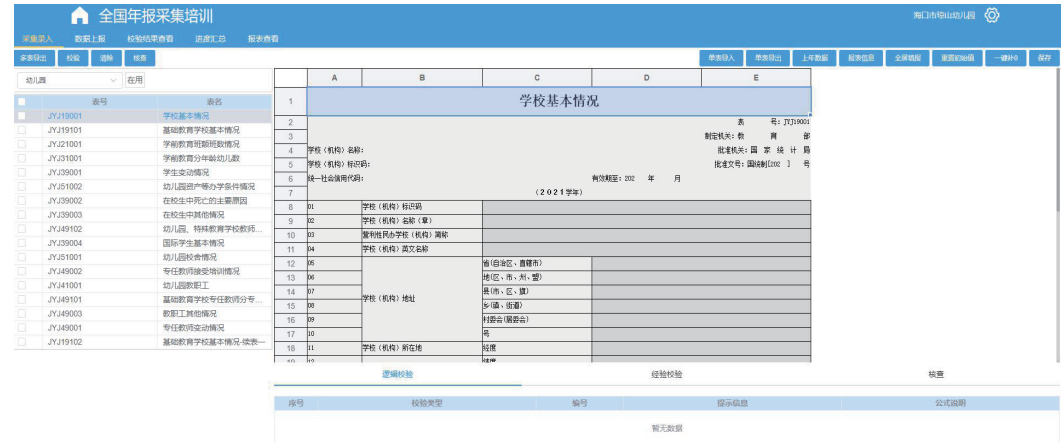 全国年报采集培训
海口市琼山幼儿园
采集录入 数据上报 校验结果查看 进度汇总 报表查看
多表导出 校验 清除 核查
单表导入 单表导出 上年数据 报表信息 全屏填报 重置初始值 一键补0 保存
幼儿园 在用
表号 表名
JYJ19001 学校基本情况
JYJ19101 基础教育学校基本情况
JYJ21001 学前教育班额班数情况
JYJ31001 学前教育分年龄幼儿数
JYJ39001 学生变动情况
JYJ51002 幼儿园资产等办学条件情况
JYJ39002 在校生中死亡的主要原因
JYJ39003 在校生中其他情况
JYJ49102 幼儿园、特殊教育学校教师...
JYJ39004 国际学生基本情况
JYJ51001 幼儿园校舍情况
JYJ49002 专任教师接受培训情况
JYJ41001 幼儿园教职工
JYJ49101 基础教育学校专任教师分专...
JYJ49003 教职工其他情况
JYJ49001 专任教师变动情况
JYJ19102 基础教育学校基本情况-续表一
A B C D E
1 学校基本情况
2 表 号: JYJ19001
3 制定机关: 教 育 部
4 学校(机构)名称: 批准机关: 国 家 统 计 局
5 学校(机构)标识码: 批准文号: 国统制[202 ] 号
6 统一社会信用代码: 有效期至: 202 年 月
7 (2021学年)
8 01 学校(机构)标识码
9 02 学校(机构)名称(章)
10 03 营利性民办学校(机构)简称
11 04 学校(机构)英文名称
12 05 学校(机构)地址 省(自治区、直辖市)
13 06 地(区、市、州、盟)
14 07 县(市、区、旗)
15 08 乡(镇、街道)
16 09 村委会(居委会)
17 10 号
18 11 学校(机构)所在地 经度
19 12 纬度
逻辑校验 经验校验 核查
序号 校验类型 编号 提示信息 公式说明
暂无数据